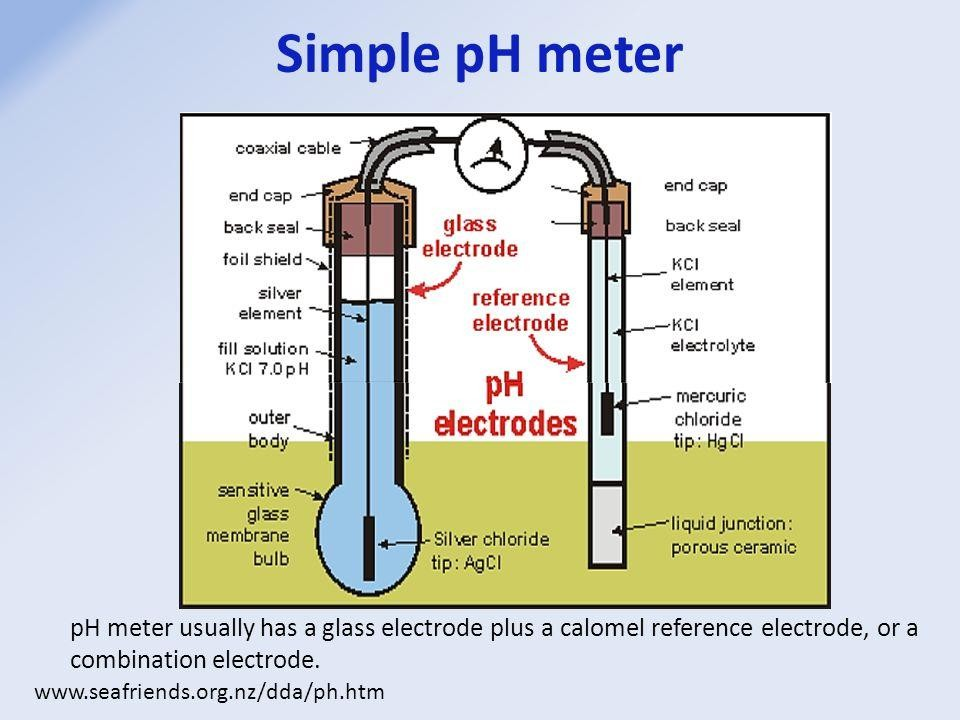 Simple pH meter
coaxial cable
end cap
back seal
foil shield
silver
element
fill solution
KCl 7.0 pH
outer
body
sensitive
glass
membrane
bulb
glass
electrode
reference
electrode
pH
electrodes
Silver chloride
tip: AgCl
end cap
back seal
KCl
element
KCl
electrolyte
mercuric
chloride
tip: HgCl
liquid junction:
porous ceramic
pH meter usually has a glass electrode plus a calomel reference electrode, or a
combination electrode.
www.seafriends.org.nz/dda/ph.htm